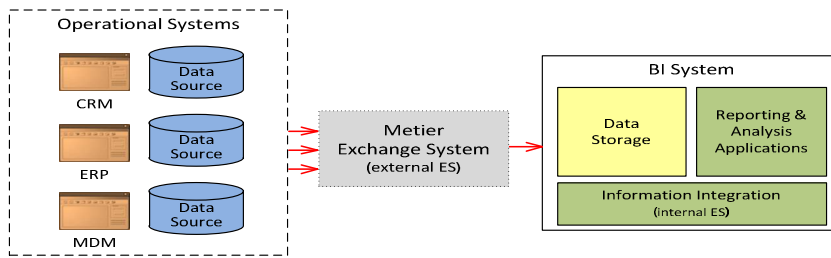 Operational Systems
CRM
Data
Source
ERP
Data
Source
MDM
Data
Source
Metier
Exchange System
(external ES)
BI System
Data
Storage
Reporting &
Analysis
Applications
Information Integration
(internal ES)